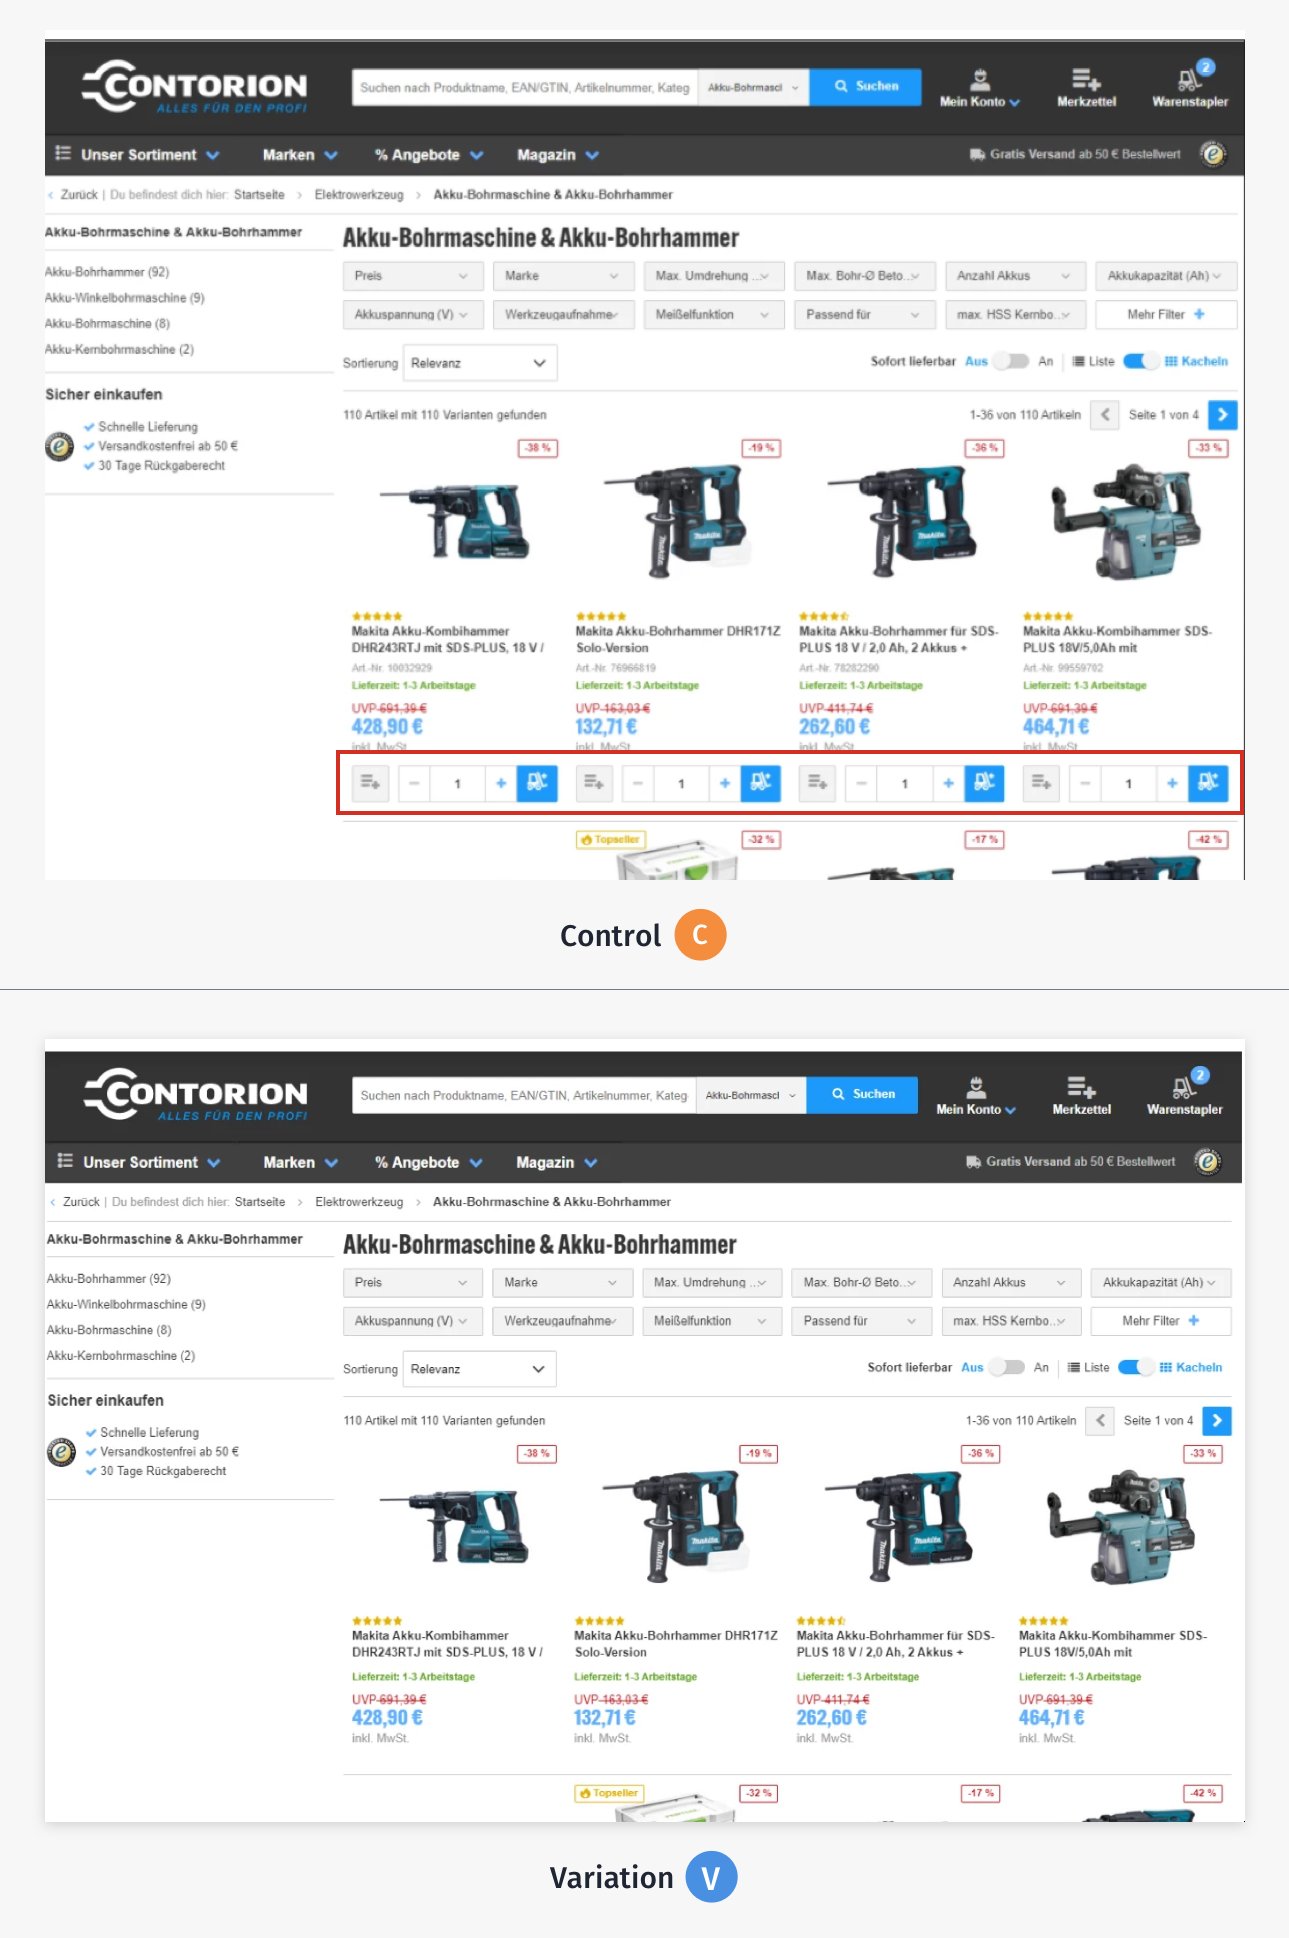 CONTORION
ALLES FÜR DEN PROFI
Suchen nach Produktname, EAN/GTIN, Artikelnummer, Kateg
Akku-Bohrmascl
Suchen
Mein Konto
Merkzettel
2
Warenstapler
Unser Sortiment
Marken
% Angebote
Magazin
Gratis Versand ab 50 € Bestellwert
Zurück | Du befindest dich hier: Startseite > Elektrowerkzeug > Akku-Bohrmaschine & Akku-Bohrhammer
Akku-Bohrmaschine & Akku-Bohrhammer
Akku-Bohrhammer (92)
Akku-Winkelbohrmaschine (9)
Akku-Bohrmaschine (8)
Akku-Kernbohrmaschine (2)
Sicher einkaufen
Schnelle Lieferung
Versandkostenfrei ab 50 €
30 Tage Rückgaberecht
Akku-Bohrmaschine & Akku-Bohrhammer
Preis
Marke
Max. Umdrehung ...
Max. Bohr-Ø Beto...
Anzahl Akkus
Akkukapazität (Ah)
Akkuspannung (V)
Werkzeugaufnahme
Meißelfunktion
Passend für
max. HSS Kernbo...
Mehr Filter +
Sortierung
Relevanz
Sofort lieferbar Aus An
Liste
Kacheln
110 Artikel mit 110 Varianten gefunden
1-36 von 110 Artikeln
Seite 1 von 4
-38 %
-19 %
-36 %
-33 %
Makita Akku-Kombihammer
DHR243RTJ mit SDS-PLUS, 18 V /
Art.-Nr. 10032929
Lieferzeit: 1-3 Arbeitstage
UVP 691,39 €
428,90 €
inkl. MwSt.
Makita Akku-Bohrhammer DHR171Z
Solo-Version
Art.-Nr. 76966819
Lieferzeit: 1-3 Arbeitstage
UVP 163,03 €
132,71 €
inkl. MwSt.
Makita Akku-Bohrhammer für SDS-
PLUS 18 V / 2,0 Ah, 2 Akkus +
Art.-Nr. 78282290
Lieferzeit: 1-3 Arbeitstage
UVP 411,74 €
262,60 €
inkl. MwSt.
Makita Akku-Kombihammer SDS-
PLUS 18V/5,0Ah mit
Art.-Nr. 99559702
Lieferzeit: 1-3 Arbeitstage
UVP 691,39 €
464,71 €
inkl. MwSt.
− 1 +
− 1 +
− 1 +
− 1 +
Topseller
-32 %
-17 %
-42 %
Control C
CONTORION
ALLES FÜR DEN PROFI
Suchen nach Produktname, EAN/GTIN, Artikelnummer, Kateg
Akku-Bohrmascl
Suchen
Mein Konto
Merkzettel
2
Warenstapler
Unser Sortiment
Marken
% Angebote
Magazin
Gratis Versand ab 50 € Bestellwert
Zurück | Du befindest dich hier: Startseite > Elektrowerkzeug > Akku-Bohrmaschine & Akku-Bohrhammer
Akku-Bohrmaschine & Akku-Bohrhammer
Akku-Bohrhammer (92)
Akku-Winkelbohrmaschine (9)
Akku-Bohrmaschine (8)
Akku-Kernbohrmaschine (2)
Sicher einkaufen
Schnelle Lieferung
Versandkostenfrei ab 50 €
30 Tage Rückgaberecht
Akku-Bohrmaschine & Akku-Bohrhammer
Preis
Marke
Max. Umdrehung ...
Max. Bohr-Ø Beto...
Anzahl Akkus
Akkukapazität (Ah)
Akkuspannung (V)
Werkzeugaufnahme
Meißelfunktion
Passend für
max. HSS Kernbo...
Mehr Filter +
Sortierung
Relevanz
Sofort lieferbar Aus An
Liste
Kacheln
110 Artikel mit 110 Varianten gefunden
1-36 von 110 Artikeln
Seite 1 von 4
-38 %
-19 %
-36 %
-33 %
Makita Akku-Kombihammer
DHR243RTJ mit SDS-PLUS, 18 V /
Lieferzeit: 1-3 Arbeitstage
UVP 691,39 €
428,90 €
inkl. MwSt.
Makita Akku-Bohrhammer DHR171Z
Solo-Version
Lieferzeit: 1-3 Arbeitstage
UVP 163,03 €
132,71 €
inkl. MwSt.
Makita Akku-Bohrhammer für SDS-
PLUS 18 V / 2,0 Ah, 2 Akkus +
Lieferzeit: 1-3 Arbeitstage
UVP 411,74 €
262,60 €
inkl. MwSt.
Makita Akku-Kombihammer SDS-
PLUS 18V/5,0Ah mit
Lieferzeit: 1-3 Arbeitstage
UVP 691,39 €
464,71 €
inkl. MwSt.
Topseller
-32 %
-17 %
-42 %
Variation V